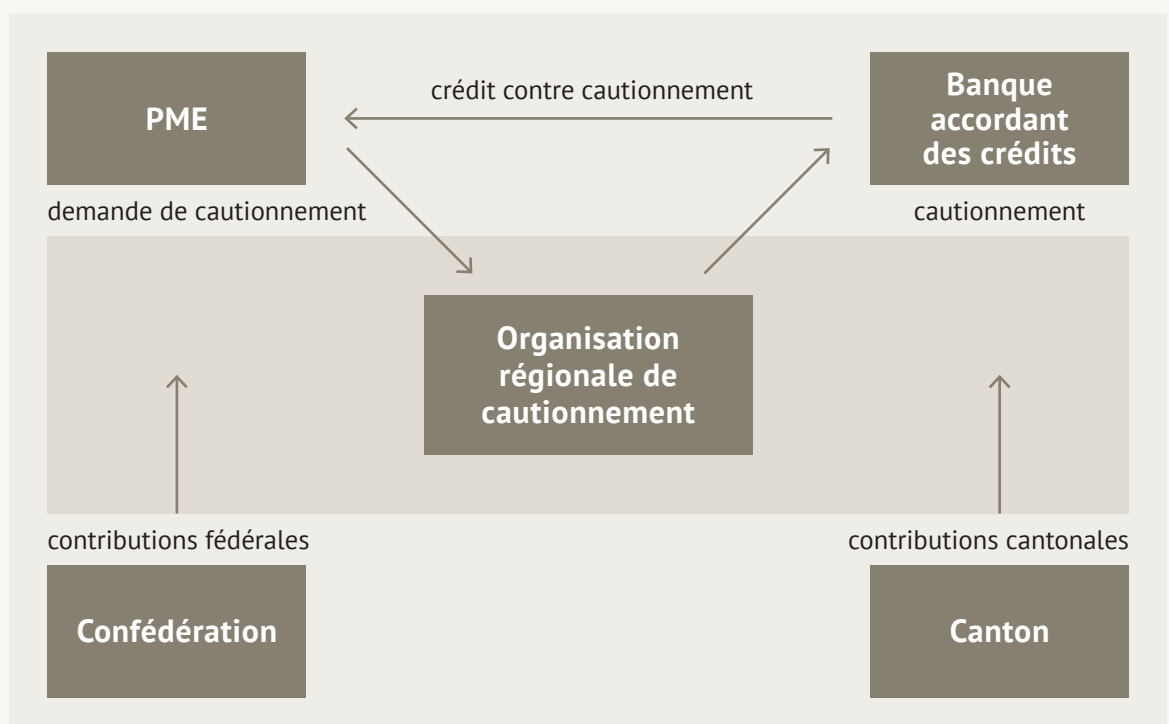 PME
crédit contre cautionnement
Banque
accordant
des crédits
demande de cautionnement
cautionnement
Organisation
régionale de
cautionnement
contributions fédérales
contributions cantonales
Confédération
Canton